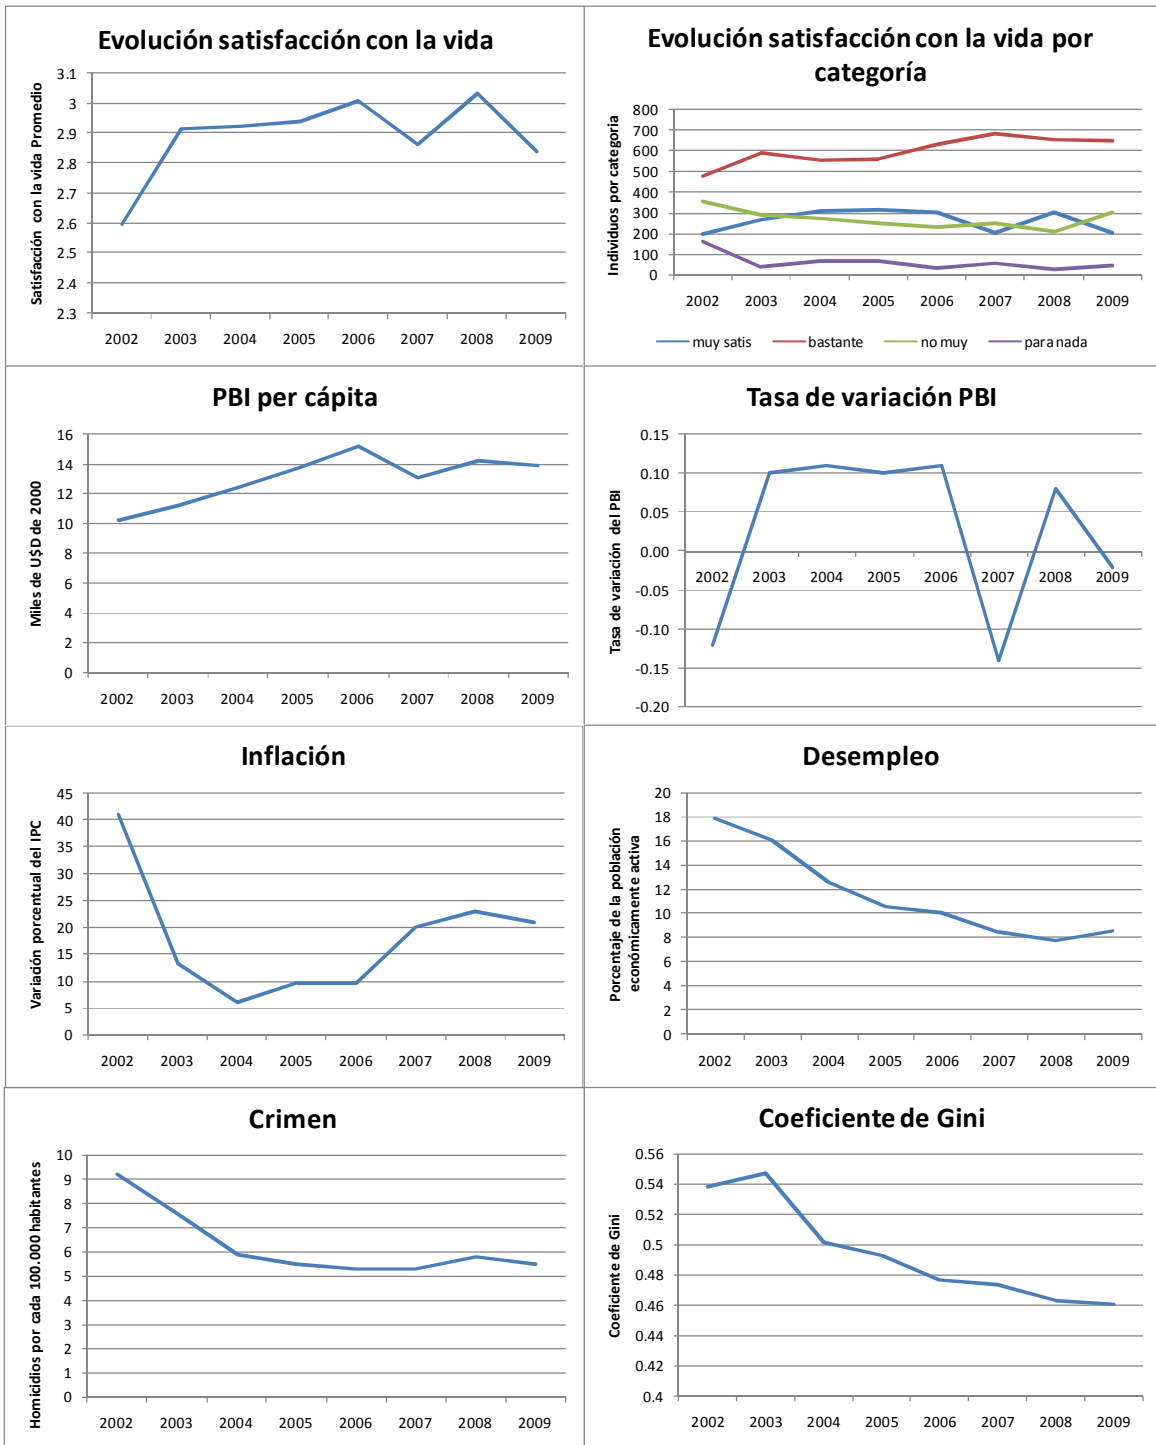 Evolución satisfacción con la vida
Satisfacción con la vida Promedio
3.1
3
2.9
2.8
2.7
2.6
2.5
2.4
2.3
2002 2003 2004 2005 2006 2007 2008 2009
Evolución satisfacción con la vida por
categoría
Individuos por categoria
800
700
600
500
400
300
200
100
0
2002 2003 2004 2005 2006 2007 2008 2009
muy satis bastante no muy para nada
PBI per cápita
Miles de U$D de 2000
16
14
12
10
8
6
4
2
0
2002 2003 2004 2005 2006 2007 2008 2009
Tasa de variación PBI
Tasa de variación del PBI
0.15
0.10
0.05
0.00
-0.05
-0.10
-0.15
-0.20
2002 2003 2004 2005 2006 2007 2008 2009
Inflación
Variación porcentual del IPC
45
40
35
30
25
20
15
10
5
0
2002 2003 2004 2005 2006 2007 2008 2009
Desempleo
Porcentaje de la población
económicamente activa
20
18
16
14
12
10
8
6
4
2
0
2002 2003 2004 2005 2006 2007 2008 2009
Crimen
Homicidios por cada 100.000 habitantes
10
9
8
7
6
5
4
3
2
1
0
2002 2003 2004 2005 2006 2007 2008 2009
Coeficiente de Gini
Coeficiente de Gini
0.56
0.54
0.52
0.5
0.48
0.46
0.44
0.42
0.4
2002 2003 2004 2005 2006 2007 2008 2009